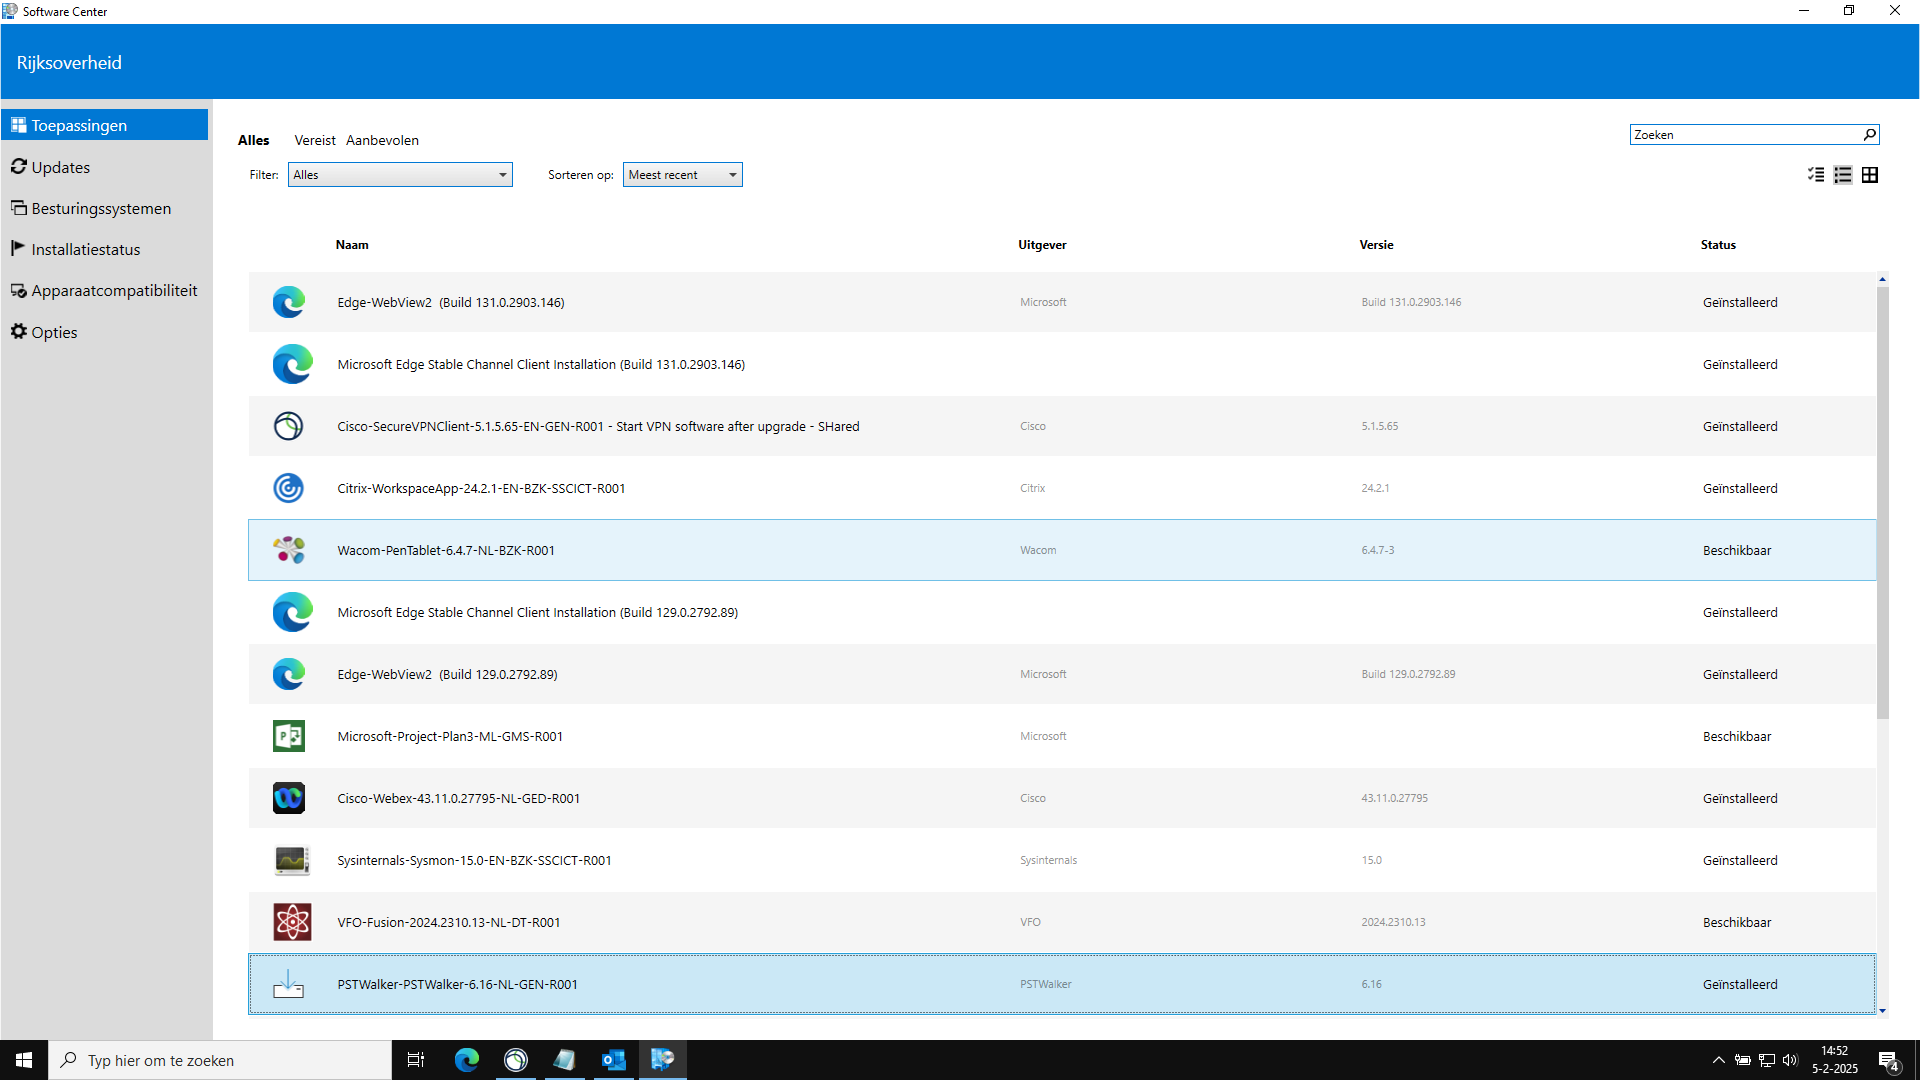 Software Center
Rijksoverheid
Toepassingen
Updates
Besturingssystemen
Installatiestatus
Apparaatcompatibiliteit
Opties
Alles Vereist Aanbevolen
Zoeken
Filter: Alles Sorteren op: Meest recent
Naam Uitgever Versie Status
Edge-WebView2 (Build 131.0.2903.146) Microsoft Build 131.0.2903.146 Geïnstalleerd
Microsoft Edge Stable Channel Client Installation (Build 131.0.2903.146) Geïnstalleerd
Cisco-SecureVPNClient-5.1.5.65-EN-GEN-R001 - Start VPN software after upgrade - SHared Cisco 5.1.5.65 Geïnstalleerd
Citrix-WorkspaceApp-24.2.1-EN-BZK-SSCICT-R001 Citrix 24.2.1 Geïnstalleerd
Wacom-PenTablet-6.4.7-NL-BZK-R001 Wacom 6.4.7-3 Beschikbaar
Microsoft Edge Stable Channel Client Installation (Build 129.0.2792.89) Geïnstalleerd
Edge-WebView2 (Build 129.0.2792.89) Microsoft Build 129.0.2792.89 Geïnstalleerd
Microsoft-Project-Plan3-ML-GMS-R001 Microsoft Beschikbaar
Cisco-Webex-43.11.0.27795-NL-GED-R001 Cisco 43.11.0.27795 Geïnstalleerd
Sysinternals-Sysmon-15.0-EN-BZK-SSCICT-R001 Sysinternals 15.0 Geïnstalleerd
VFO-Fusion-2024.2310.13-NL-DT-R001 VFO 2024.2310.13 Beschikbaar
PSTWalker-PSTWalker-6.16-NL-GEN-R001 PSTWalker 6.16 Geïnstalleerd
Typ hier om te zoeken
14:52
5-2-2025
4